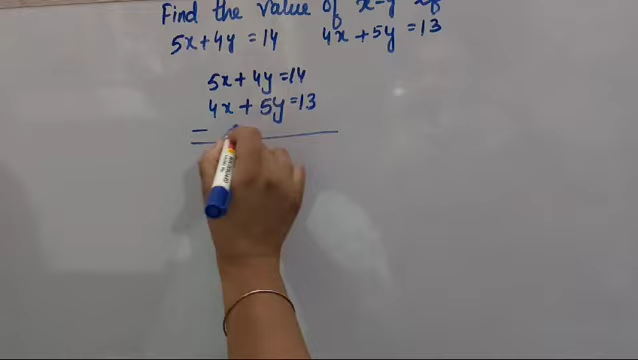 Find the value of x-y if
5x+4y =14 4x +5y =13
5x+ 4y =14
4x + 5y =13
—